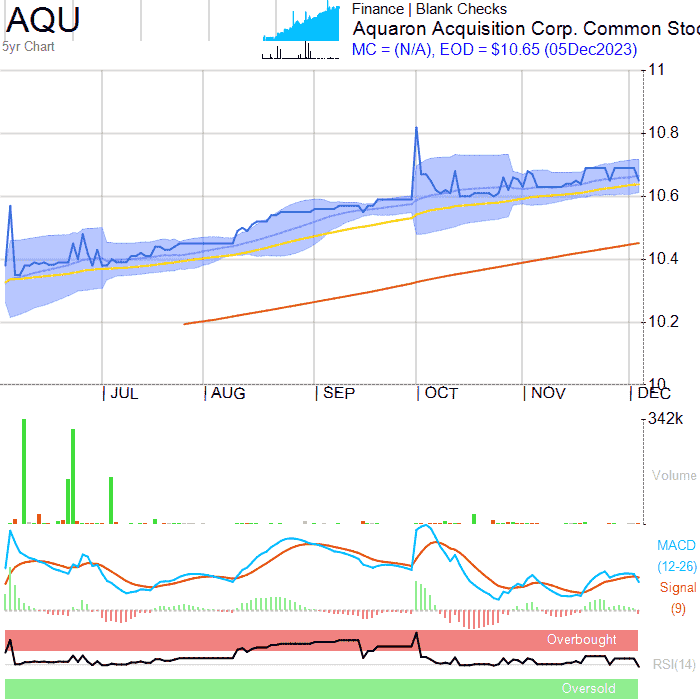 AQU
5yr Chart
Finance | Blank Checks
Aquaron Acquisition Corp. Common Stoc
MC = (N/A), EOD = $10.65 (05Dec2023)
11
10.8
10.6
10.4
10.2
10
JUL AUG SEP OCT NOV DEC
342k
Volume
MACD
(12-26)
Signal
(9)
Overbought
RSI(14)
Oversold